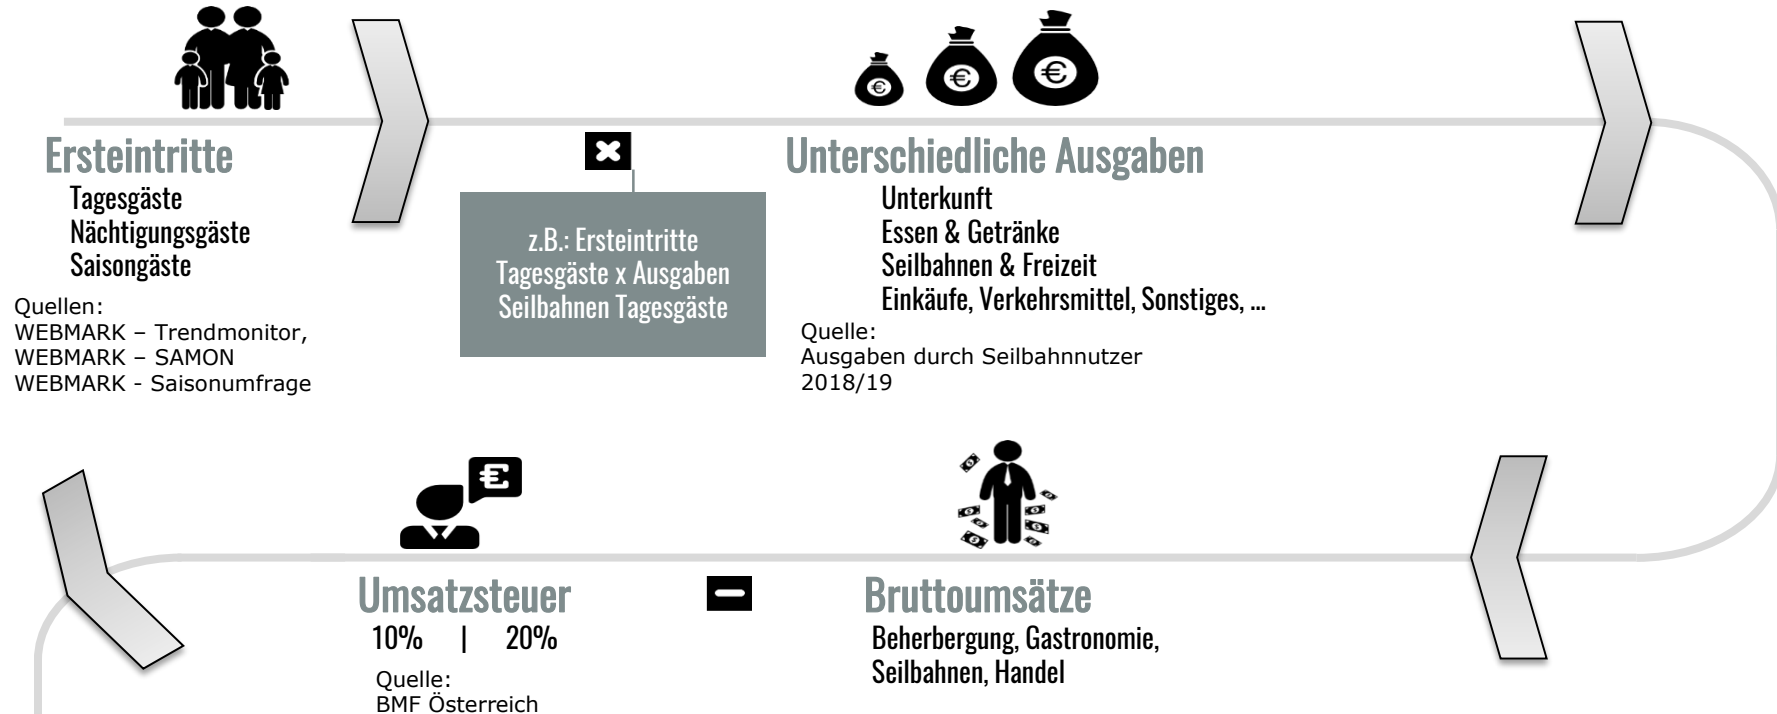 Ersteintritte
Tagesgäste
Nächtigungsgäste
Saisongäste
Quellen:
WEBMARK – Trendmonitor,
WEBMARK – SAMON
WEBMARK - Saisonumfrage
z.B.: Ersteintritte
Tagesgäste x Ausgaben
Seilbahnen Tagesgäste
Unterschiedliche Ausgaben
Unterkunft
Essen & Getränke
Seilbahnen & Freizeit
Einkäufe, Verkehrsmittel, Sonstiges, ...
Quelle:
Ausgaben durch Seilbahnnutzer
2018/19
Bruttoumsätze
Beherbergung, Gastronomie,
Seilbahnen, Handel
Umsatzsteuer
10% | 20%
Quelle:
BMF Österreich